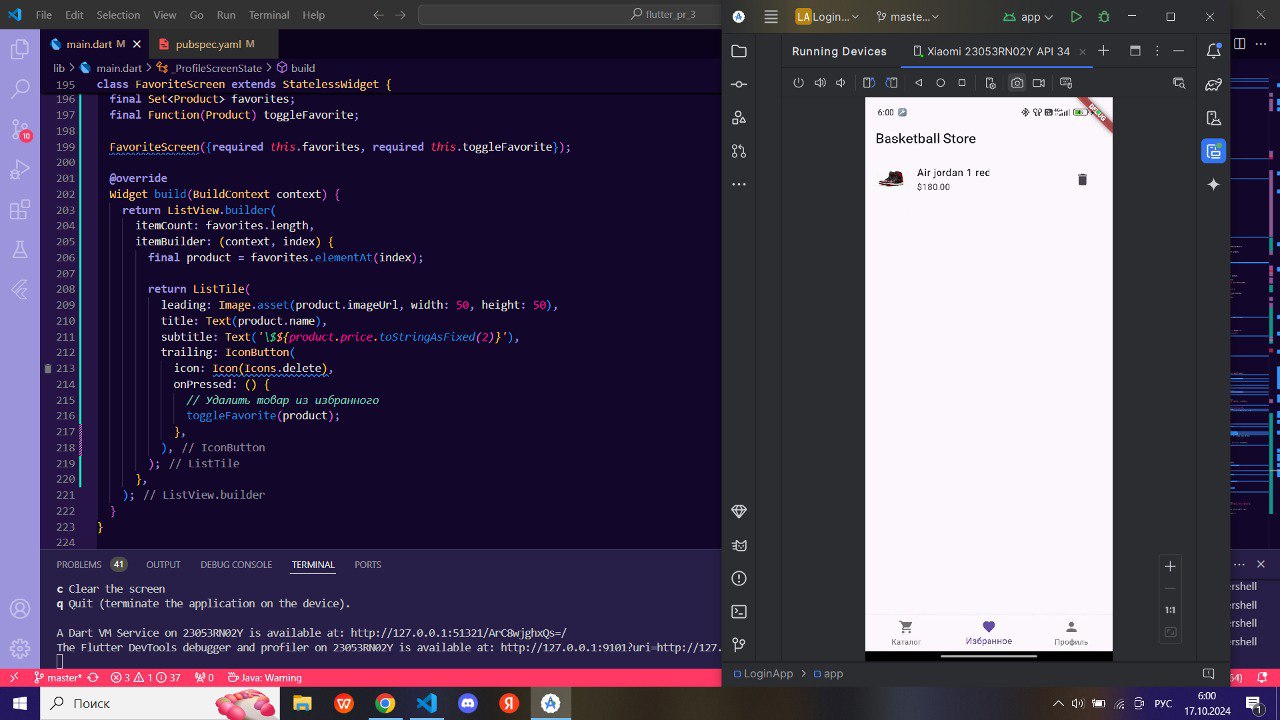 File Edit Selection View Go Run Terminal Help flutter_pr_3
main.dart M pubspec.yaml M
lib > main.dart > _ProfileScreenState > build
195 class FavoriteScreen extends StatelessWidget {
196 final Set<Product> favorites;
197 final Function(Product) toggleFavorite;
198
199 FavoriteScreen({required this.favorites, required this.toggleFavorite});
200
201 @override
202 Widget build(BuildContext context) {
203 return ListView.builder(
204 itemCount: favorites.length,
205 itemBuilder: (context, index) {
206 final product = favorites.elementAt(index);
207
208 return ListTile(
209 leading: Image.asset(product.imageUrl, width: 50, height: 50),
210 title: Text(product.name),
211 subtitle: Text('\$${product.price.toStringAsFixed(2)}'),
212 trailing: IconButton(
213 icon: Icon(Icons.delete),
214 onPressed: () {
215 // Удалить товар из избранного
216 toggleFavorite(product);
217 },
218 ), // IconButton
219 ); // ListTile
220 },
221 ); // ListView.builder
222 }
223 }
224
PROBLEMS 41 OUTPUT DEBUG CONSOLE TERMINAL PORTS
c Clear the screen
q Quit (terminate the application on the device).
A Dart VM Service on 23053RN02Y is available at: http://127.0.0.1:51321/ArC8wjghxQs=/
The Flutter DevTools debugger and profiler on 23053RN02Y is available at: http://127.0.0.1:9101?uri=http://127.
10
master* 3 1 37 0 Java: Warning
LA Login... maste... app
Running Devices Xiaomi 23053RN02Y API 34
6:00
DEBUG
Basketball Store
Air jordan 1 red
$180.00
Каталог Избранное Профиль
1:1
LoginApp > app
ershell
ershell
ershell
ershell
Поиск
РУС
6:00
17.10.2024